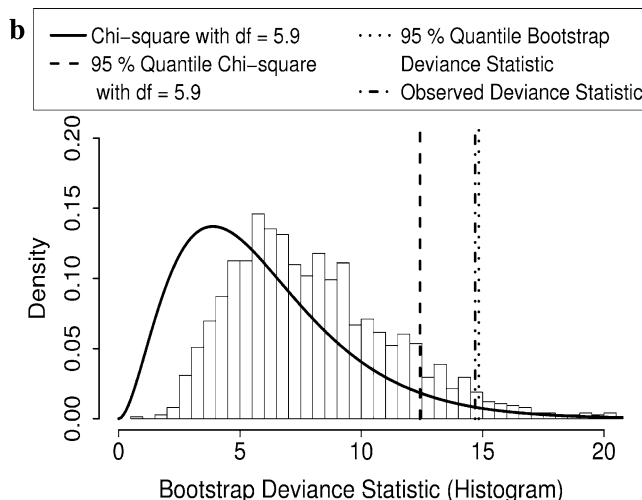 b
Chi−square with df = 5.9
95 % Quantile Chi−square
with df = 5.9
95 % Quantile Bootstrap
Deviance Statistic
Observed Deviance Statistic
0.20
0.15
0.10
0.05
0.00
Density
0 5 10 15 20
Bootstrap Deviance Statistic (Histogram)